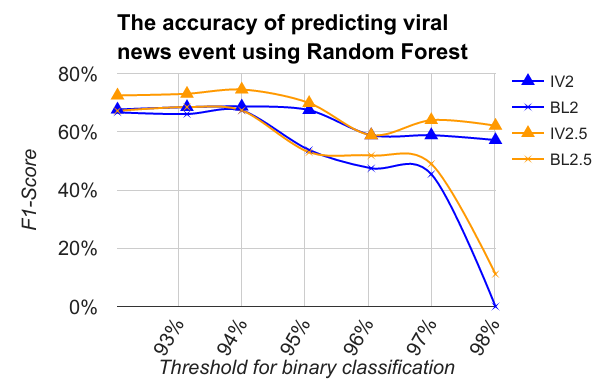 The accuracy of predicting viral
news event using Random Forest
80%
60%
40%
20%
0%
F1-Score
93%
94%
95%
96%
97%
98%
Threshold for binary classification
IV2
BL2
IV2.5
BL2.5